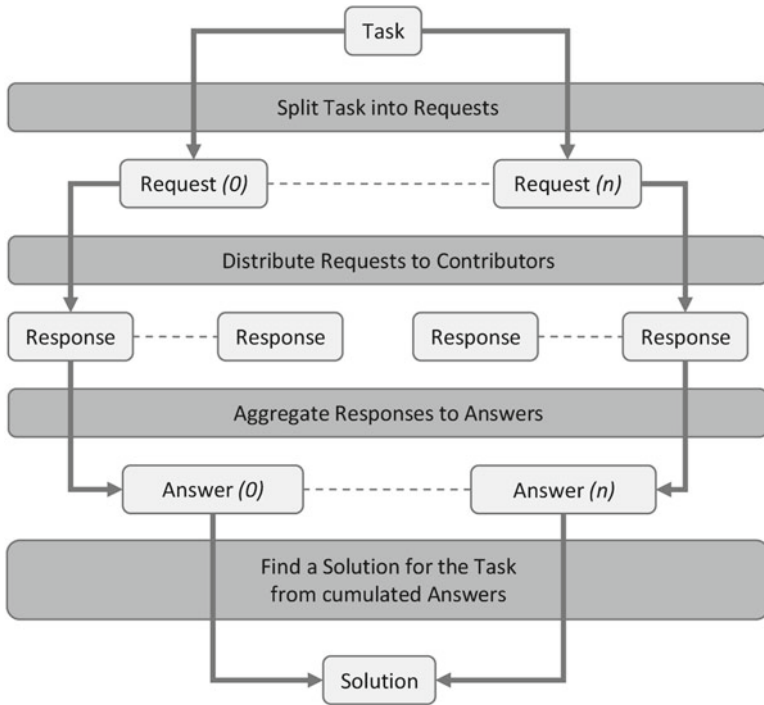 Task
Split Task into Requests
Request (0)
Request (n)
Distribute Requests to Contributors
Response
Response
Response
Response
Aggregate Responses to Answers
Answer (0)
Answer (n)
Find a Solution for the Task
from cumulated Answers
Solution